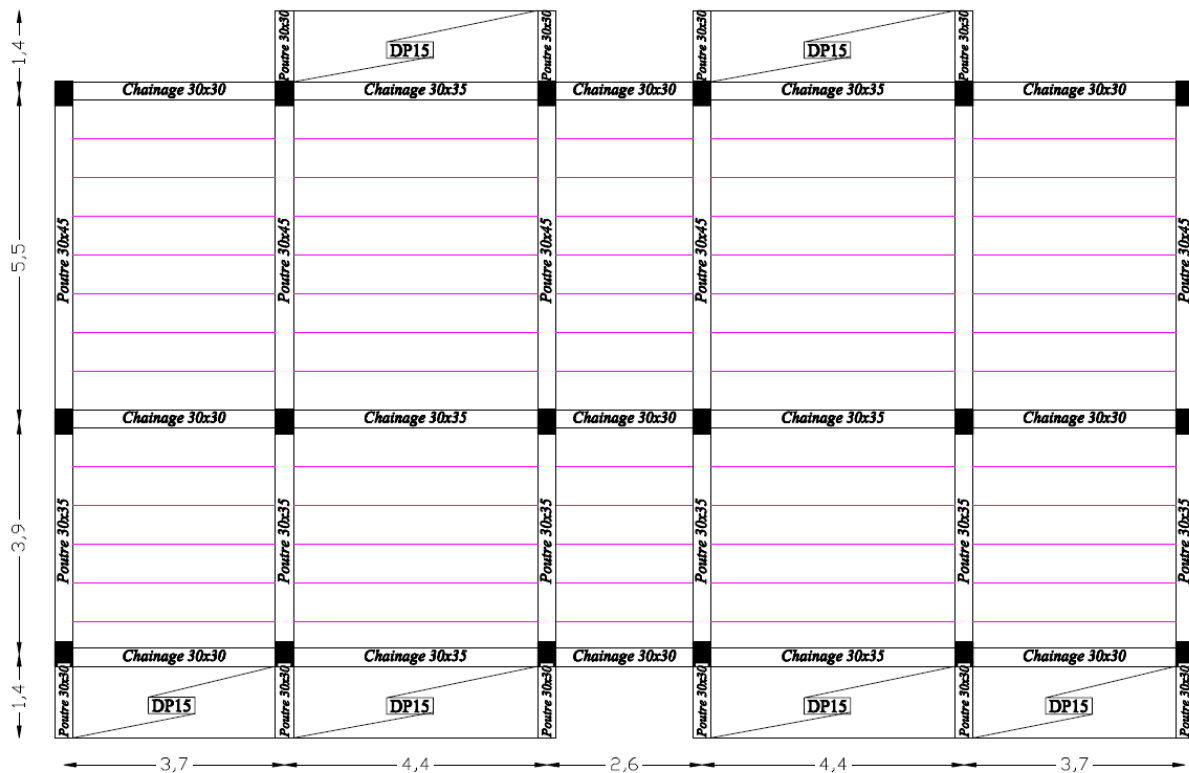 1,4
Poutre 30x30
DP15
Poutre 30x30
Poutre 30x30
DP15
Poutre 30x30
Chainage 30x30
Chainage 30x35
Chainage 30x30
Chainage 30x35
Chainage 30x30
5,5
Poutre 30x45
Poutre 30x45
Poutre 30x45
Poutre 30x45
Poutre 30x45
Poutre 30x45
Chainage 30x30
Chainage 30x35
Chainage 30x30
Chainage 30x35
Chainage 30x30
3,9
Poutre 30x35
Poutre 30x35
Poutre 30x35
Poutre 30x35
Poutre 30x35
Poutre 30x35
Chainage 30x30
Chainage 30x35
Chainage 30x30
Chainage 30x35
Chainage 30x30
1,4
Poutre 30x30
DP15
Poutre 30x30
DP15
Poutre 30x30
Poutre 30x30
DP15
Poutre 30x30
DP15
Poutre 30x30
3,7
4,4
2,6
4,4
3,7